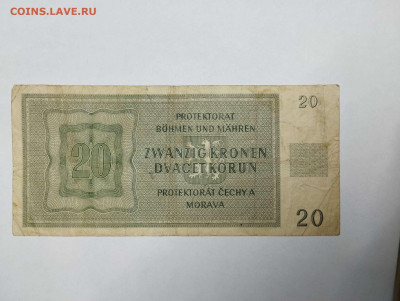 COINS.LAVE.RU
PROTEKTORAT
BÖHMEN UND MÄHREN
20
20
ZWANZIG KRONEN
DVACET KORUN
PROTEKTORÁT ČECHY A
MORAVA
20